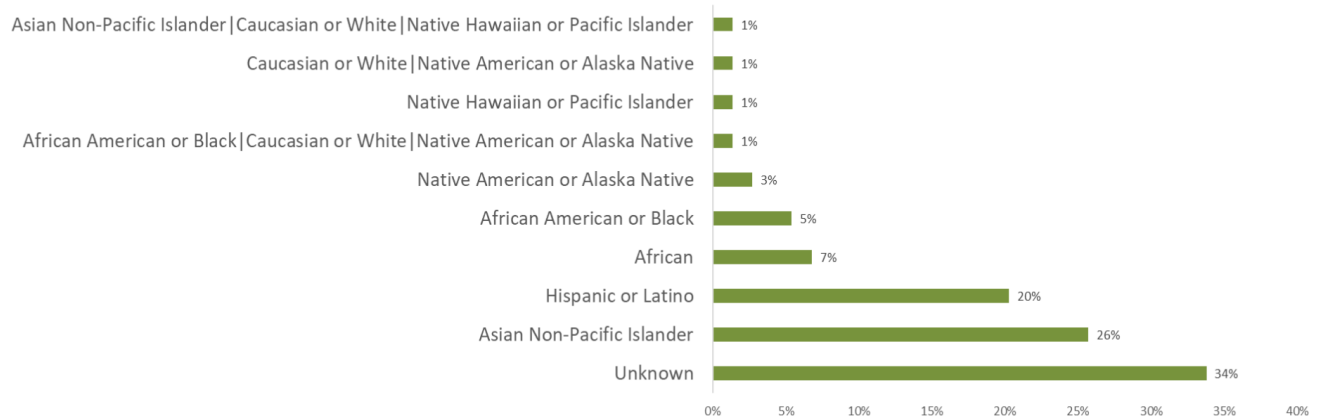 Asian Non-Pacific Islander|Caucasian or White|Native Hawaiian or Pacific Islander 1%
Caucasian or White|Native American or Alaska Native 1%
Native Hawaiian or Pacific Islander 1%
African American or Black|Caucasian or White|Native American or Alaska Native 1%
Native American or Alaska Native 3%
African American or Black 5%
African 7%
Hispanic or Latino 20%
Asian Non-Pacific Islander 26%
Unknown 34%
0% 5% 10% 15% 20% 25% 30% 35% 40%